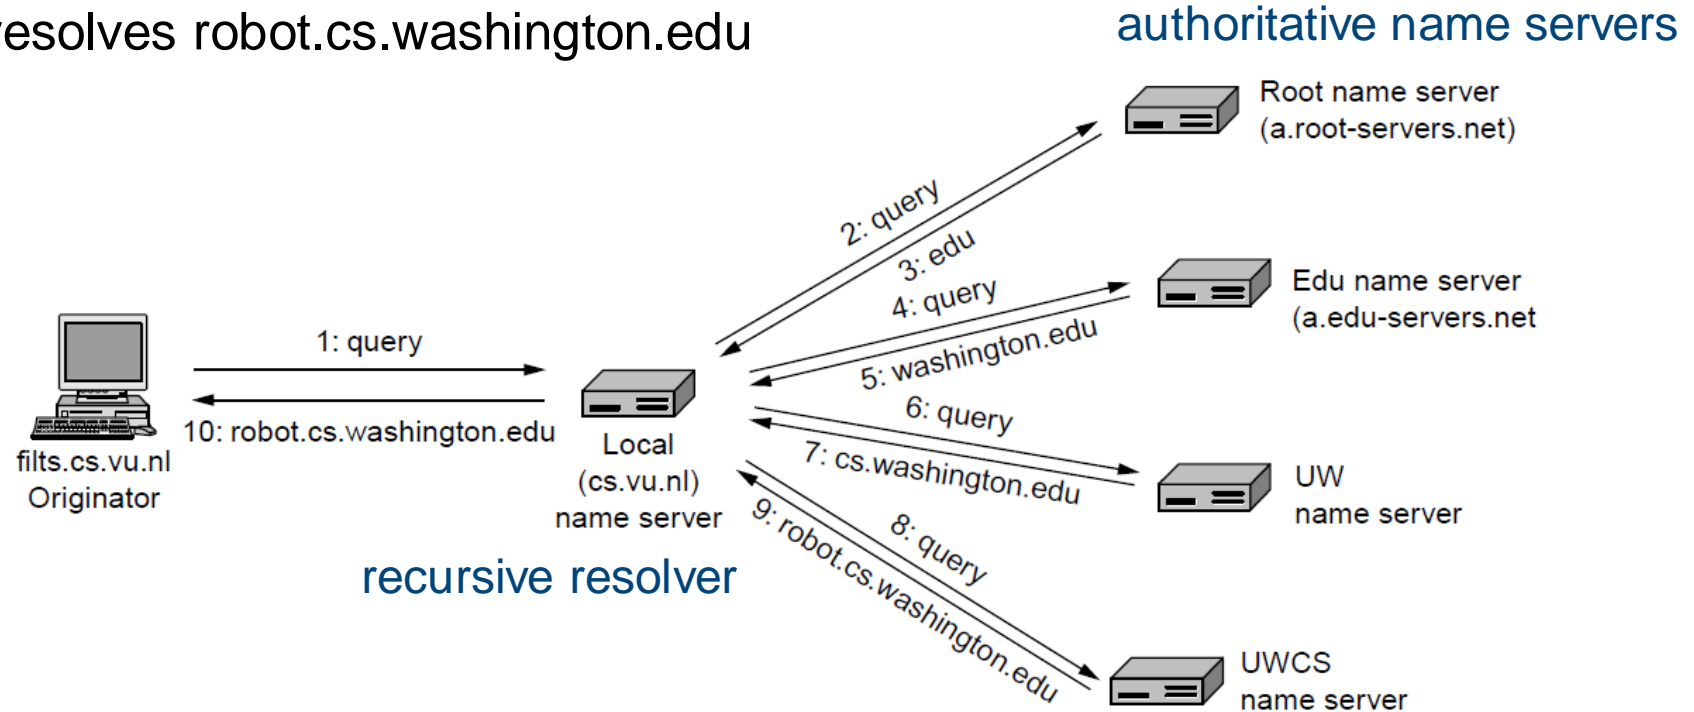 resolves robot.cs.washington.edu
authoritative name servers
Root name server
(a.root-servers.net)
2: query
3: edu
4: query
Edu name server
(a.edu-servers.net
5: washington.edu
1: query
10: robot.cs.washington.edu
6: query
7: cs.washington.edu
filts.cs.vu.nl
Originator
Local
(cs.vu.nl)
name server
UW
name server
8: query
9: robot.cs.washington.edu
recursive resolver
UWCS
name server